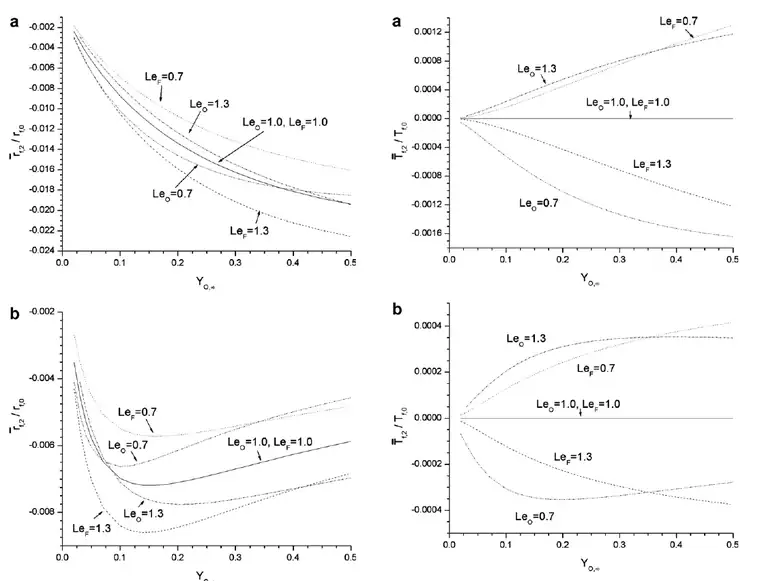 a
-0.002
-0.004
-0.006
-0.008
-0.010
-0.012
-0.014
-0.016
-0.018
-0.020
-0.022
-0.024
r̄f,2 / rf,0
LeF=0.7
LeO=1.3
LeO=1.0, LeF=1.0
LeO=0.7
LeF=1.3
0.0 0.1 0.2 0.3 0.4 0.5
YO,∞
a
0.0012
0.0008
0.0004
0.0000
-0.0004
-0.0008
-0.0012
-0.0016
T̄f,2 / Tf,0
LeF=0.7
LeO=1.3
LeO=1.0, LeF=1.0
LeF=1.3
LeO=0.7
0.0 0.1 0.2 0.3 0.4 0.5
YO,∞
b
-0.002
-0.004
-0.006
-0.008
r̄f,2 / rf,0
LeF=0.7
LeO=0.7
LeO=1.0, LeF=1.0
LeO=1.3
LeF=1.3
0.0 0.1 0.2 0.3 0.4 0.5
YO,∞
b
0.0004
0.0002
0.0000
-0.0002
-0.0004
T̄f,2 / Tf,0
LeO=1.3
LeF=0.7
LeO=1.0, LeF=1.0
LeF=1.3
LeO=0.7
0.0 0.1 0.2 0.3 0.4 0.5
YO,∞